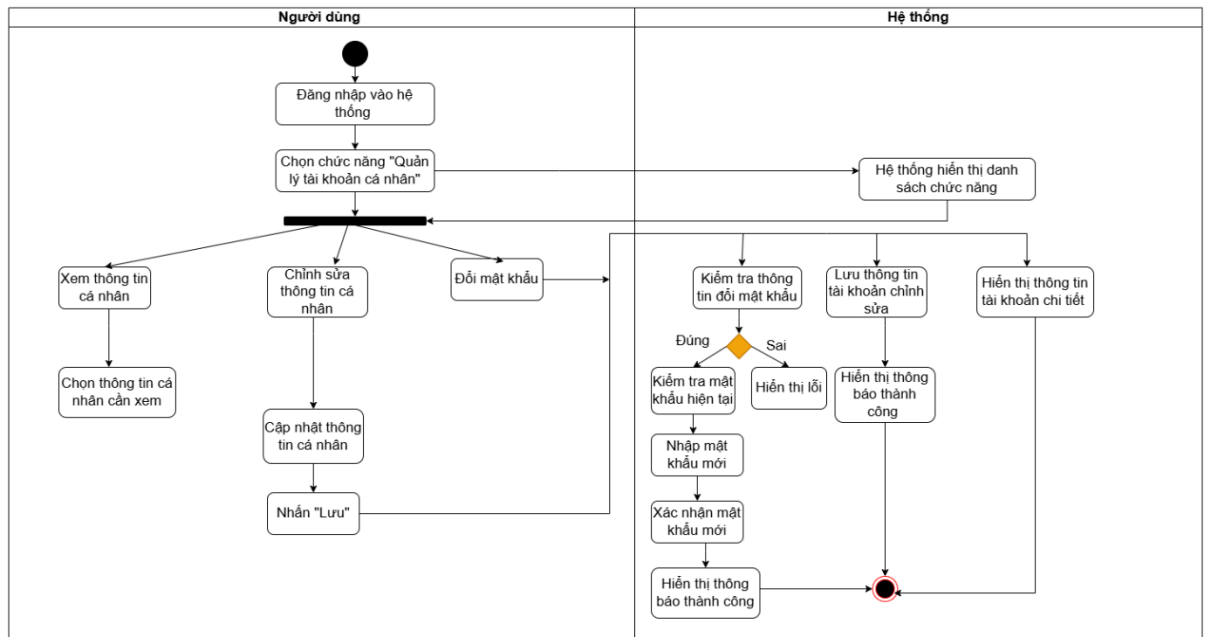 Người dùng
Hệ thống
Đăng nhập vào hệ
thống
Chọn chức năng "Quản
lý tài khoản cá nhân"
Hệ thống hiển thị danh
sách chức năng
Xem thông tin
cá nhân
Chỉnh sửa
thông tin cá
nhân
Đổi mật khẩu
Kiểm tra thông
tin đổi mật khẩu
Lưu thông tin
tài khoản chỉnh
sửa
Hiển thị thông tin
tài khoản chi tiết
Đúng
Sai
Chọn thông tin cá
nhân cần xem
Kiểm tra mật
khẩu hiện tại
Hiển thị lỗi
Hiển thị thông
báo thành
công
Cập nhật thông
tin cá nhân
Nhập mật
khẩu mới
Nhấn "Lưu"
Xác nhận mật
khẩu mới
Hiển thị thông
báo thành công